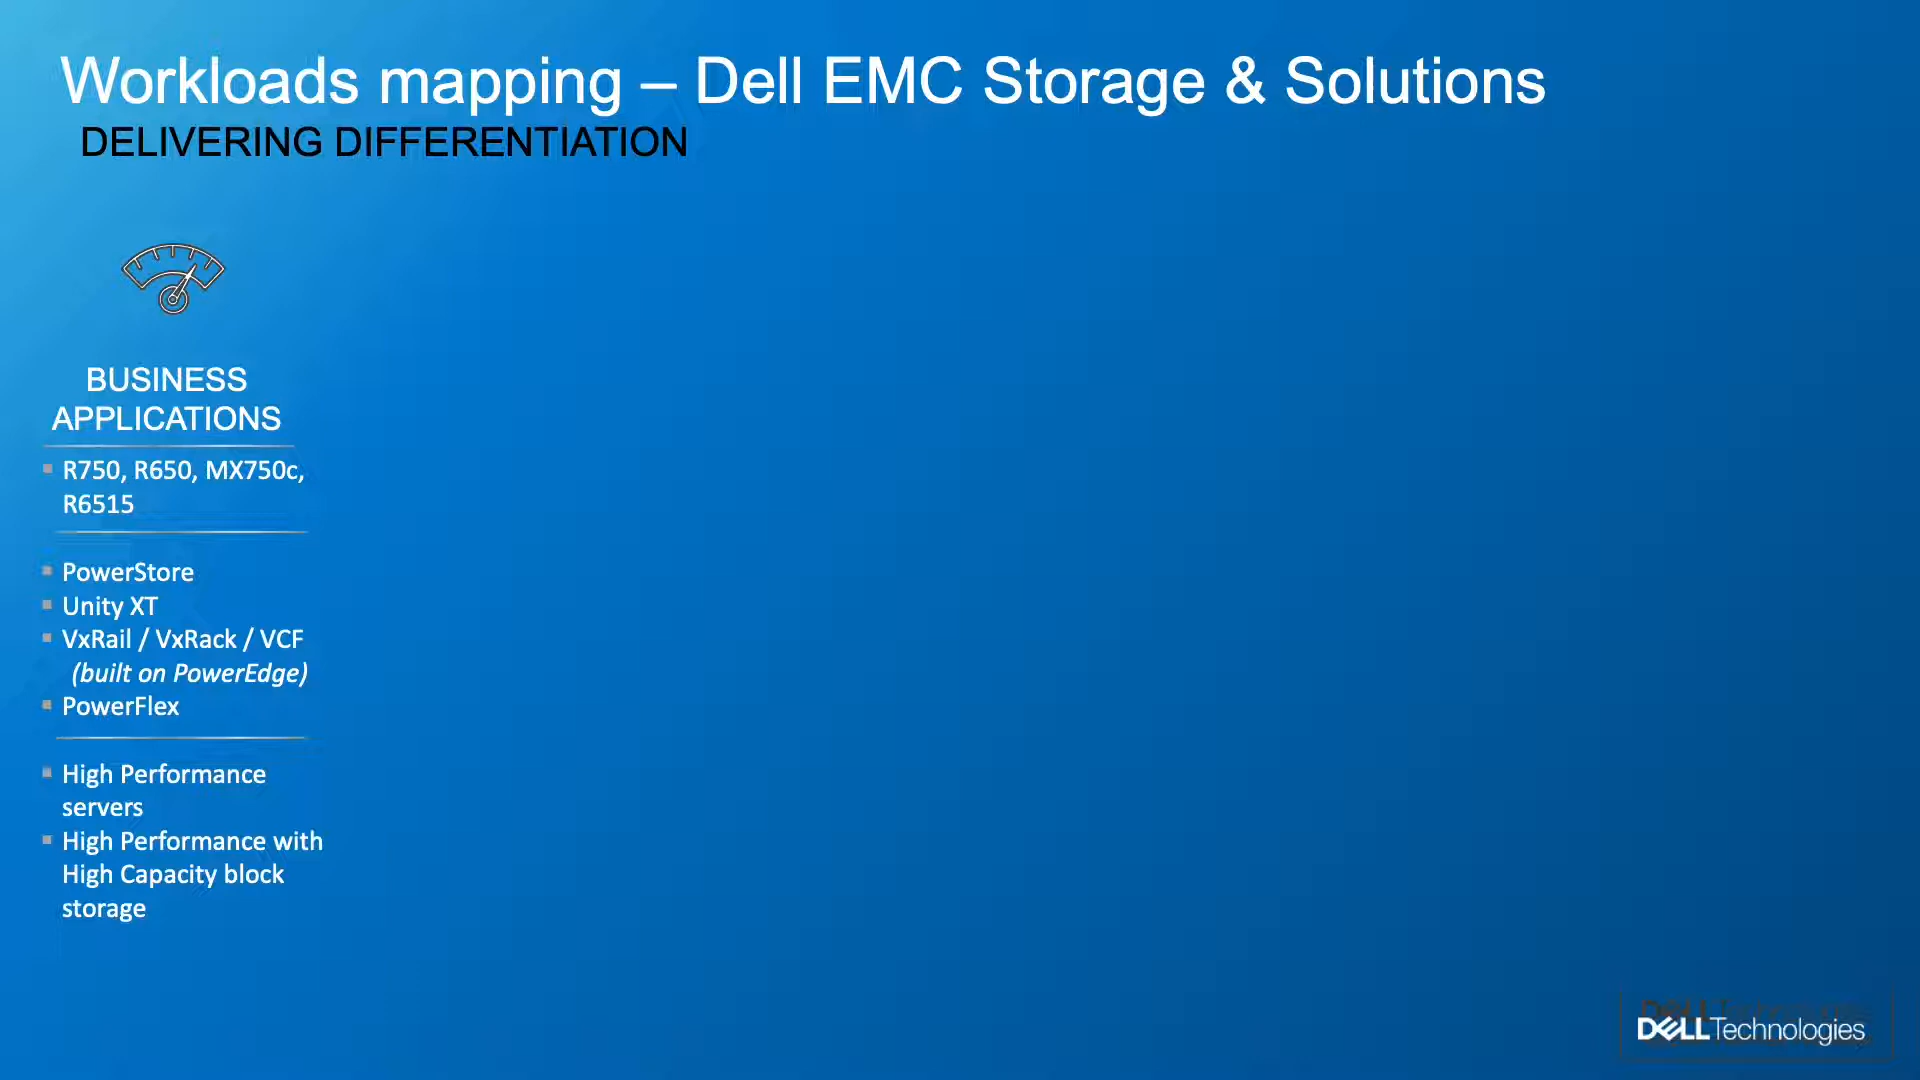 Workloads mapping – Dell EMC Storage & Solutions
DELIVERING DIFFERENTIATION
BUSINESS
APPLICATIONS
R750, R650, MX750c,
R6515
PowerStore
Unity XT
VxRail / VxRack / VCF
(built on PowerEdge)
PowerFlex
High Performance
servers
High Performance with
High Capacity block
storage
DELLTechnologies